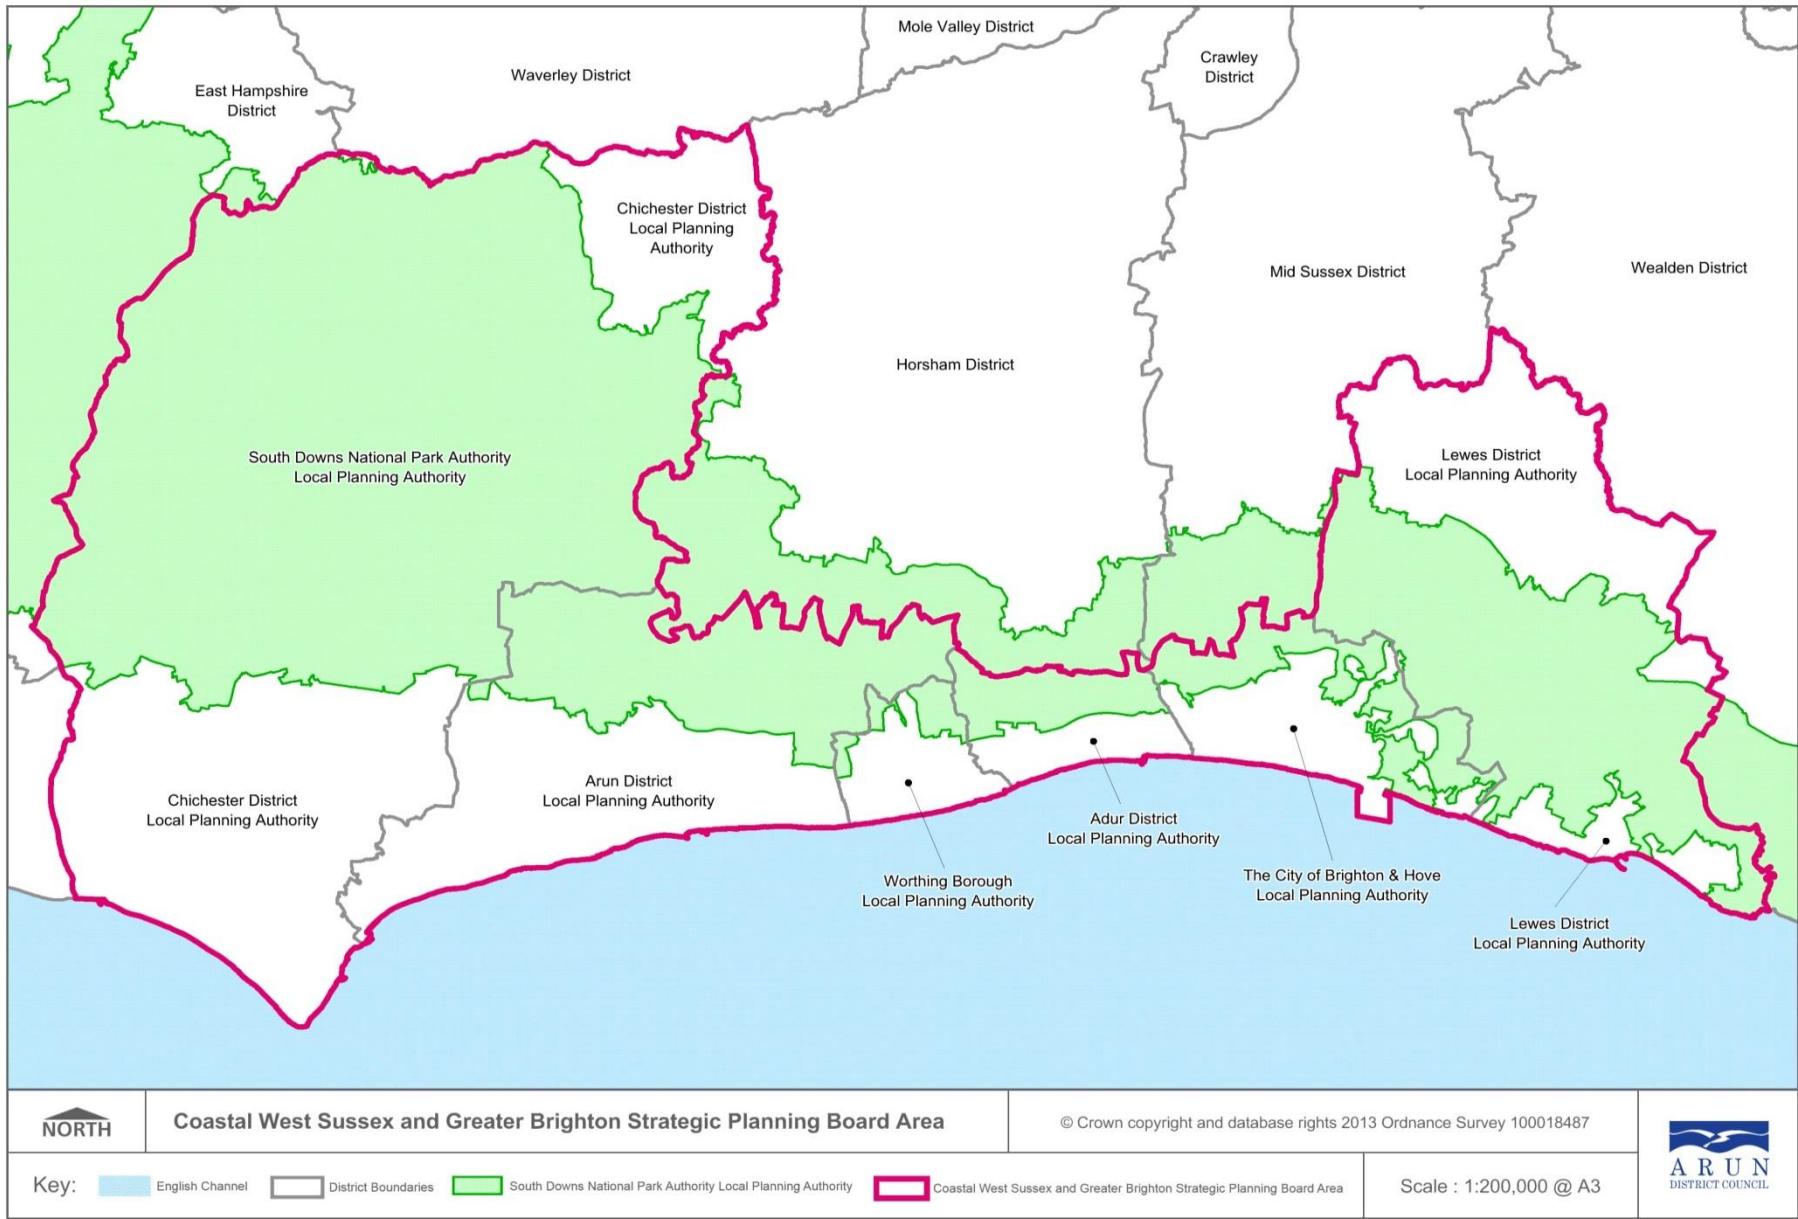 Mole Valley District
Crawley
District
Waverley District
East Hampshire
District
Chichester District
Local Planning
Authority
Mid Sussex District
Wealden District
Horsham District
South Downs National Park Authority
Local Planning Authority
Lewes District
Local Planning Authority
Chichester District
Local Planning Authority
Arun District
Local Planning Authority
Adur District
Local Planning Authority
Worthing Borough
Local Planning Authority
The City of Brighton & Hove
Local Planning Authority
Lewes District
Local Planning Authority
NORTH
Coastal West Sussex and Greater Brighton Strategic Planning Board Area
© Crown copyright and database rights 2013 Ordnance Survey 100018487
Key:
English Channel
District Boundaries
South Downs National Park Authority Local Planning Authority
Coastal West Sussex and Greater Brighton Strategic Planning Board Area
Scale : 1:200,000 @ A3
ARUN
DISTRICT COUNCIL